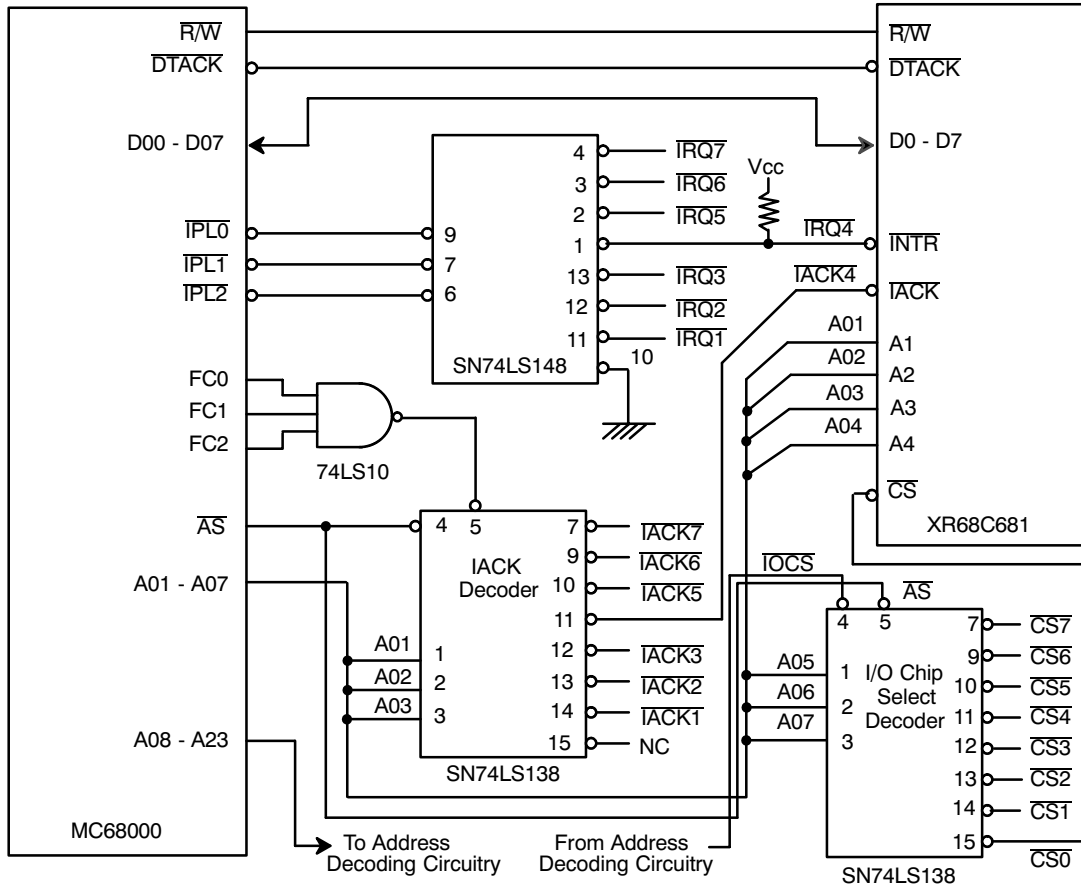 R/W
DTACK
D00 - D07
IPL0
IPL1
IPL2
FC0
FC1
FC2
AS
A01 - A07
A08 - A23
MC68000
9
7
6
4
3
2
1
13
12
11
10
SN74LS148
IRQ7
IRQ6
IRQ5
IRQ4
IRQ3
IRQ2
IRQ1
Vcc
IACK4
A01
A02
A03
A04
R/W
DTACK
D0 - D7
INTR
IACK
A1
A2
A3
A4
CS
XR68C681
74LS10
4
5
IACK
Decoder
A01
A02
A03
1
2
3
7
9
10
11
12
13
14
15
IACK7
IACK6
IACK5
IACK3
IACK2
IACK1
NC
SN74LS138
IOCS
AS
4
5
A05
A06
A07
1
2
3
I/O Chip
Select
Decoder
7
9
10
11
12
13
14
15
CS7
CS6
CS5
CS4
CS3
CS2
CS1
CS0
SN74LS138
To Address
Decoding Circuitry
From Address
Decoding Circuitry